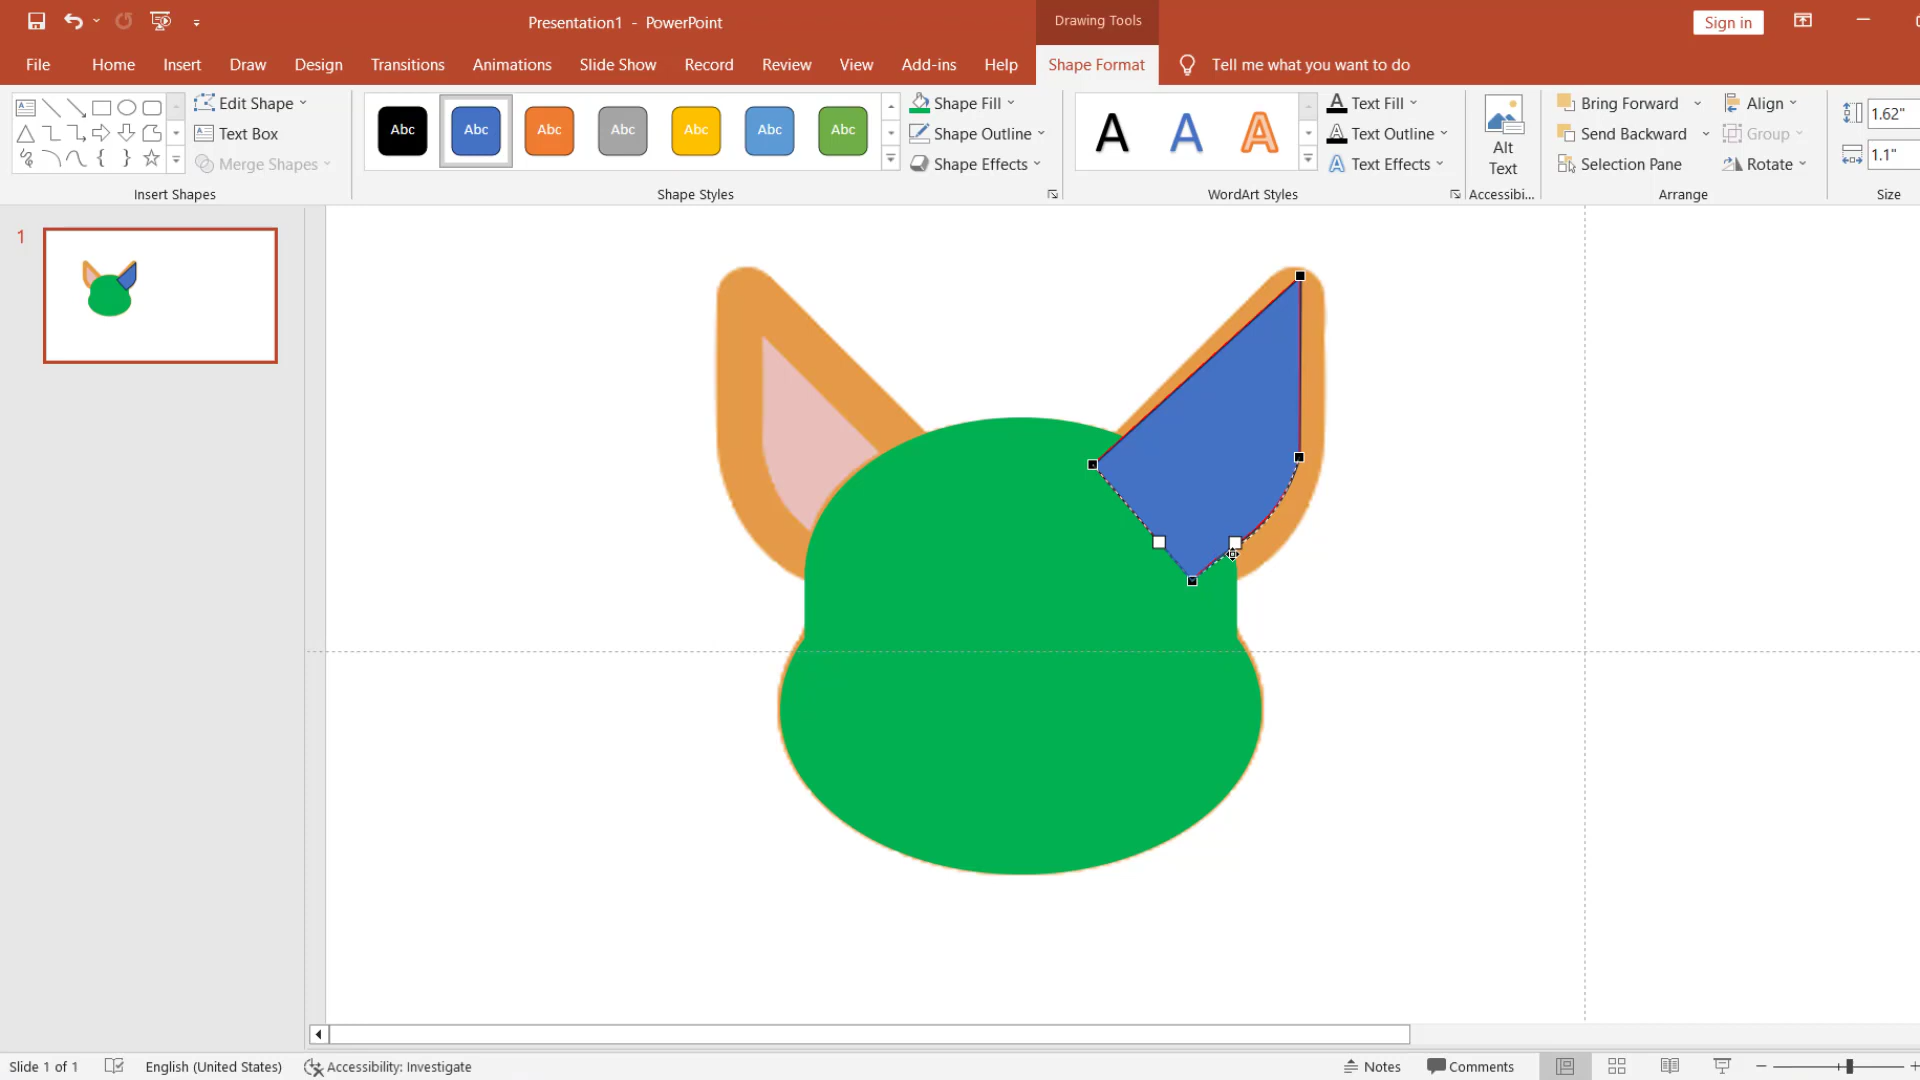 Presentation1 - PowerPoint
Drawing Tools
Sign in
File Home Insert Draw Design Transitions Animations Slide Show Record Review View Add-ins Help Shape Format Tell me what you want to do
Edit Shape
Text Box
Merge Shapes
Insert Shapes
Abc Abc Abc Abc Abc Abc Abc
Shape Styles
Shape Fill
Shape Outline
Shape Effects
A A A
WordArt Styles
Text Fill
Text Outline
Text Effects
Alt
Text
Accessibi...
Bring Forward
Send Backward
Selection Pane
Align
Group
Rotate
Arrange
1.62"
1.1"
Size
1
Slide 1 of 1 English (United States) Accessibility: Investigate Notes Comments